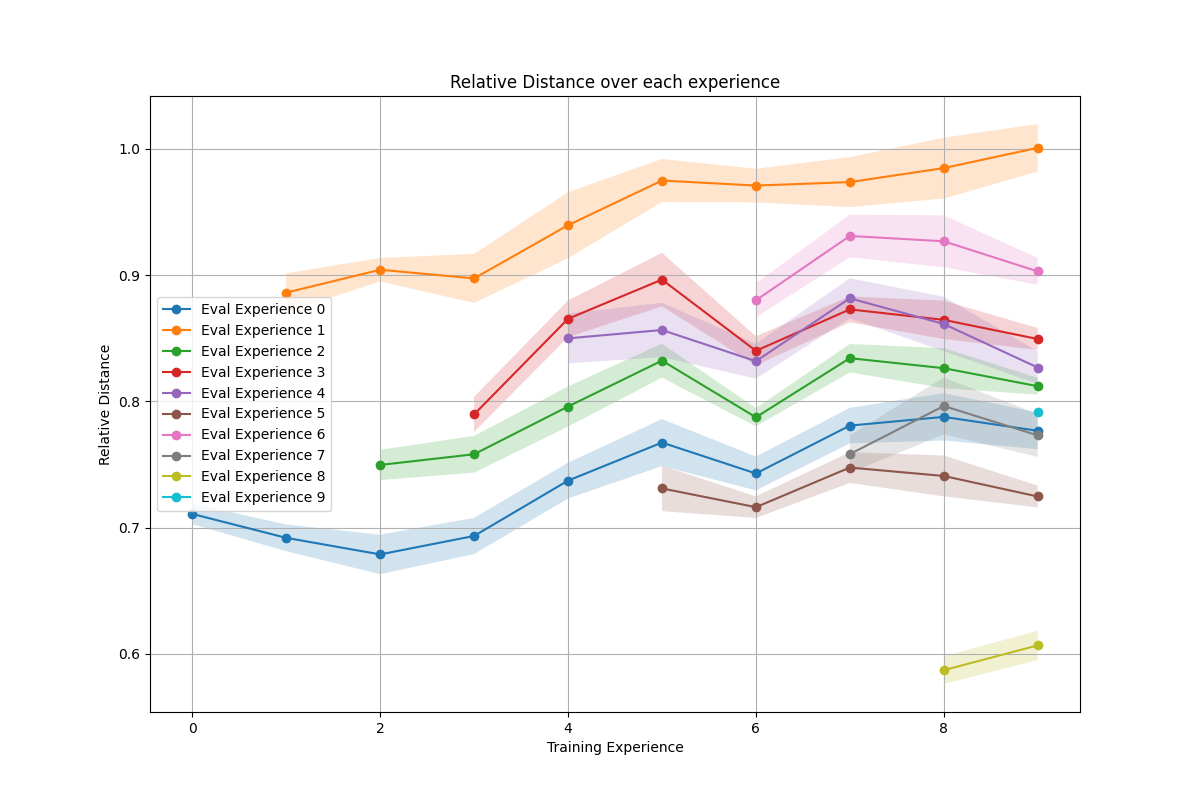 Relative Distance over each experience
Relative Distance
1.0
0.9
0.8
0.7
0.6
Eval Experience 0
Eval Experience 1
Eval Experience 2
Eval Experience 3
Eval Experience 4
Eval Experience 5
Eval Experience 6
Eval Experience 7
Eval Experience 8
Eval Experience 9
0 2 4 6 8
Training Experience